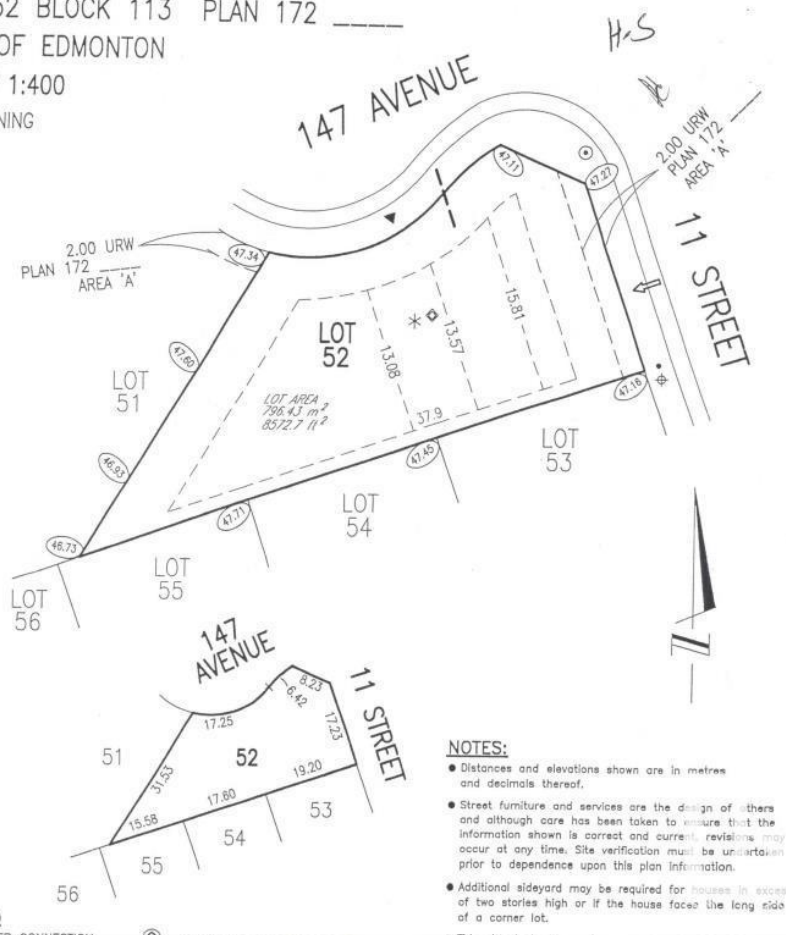 52 BLOCK 113 PLAN 172 ____
OF EDMONTON
1:400
NING
H.S
147 AVENUE
2.00 URW
PLAN 172 ____
AREA 'A'
11 STREET
2.00 URW
PLAN 172 ____
AREA 'A'
47.11
47.27
47.34
47.60
46.93
46.73
47.71
47.45
47.16
LOT
52
LOT AREA
796.43 m²
8572.7 ft²
13.08
13.57
15.81
37.9
LOT
51
LOT
53
LOT
54
LOT
55
LOT
56
147
AVENUE
11 STREET
8.23
6.42
17.25
17.23
31.53
51
52
19.20
17.60
15.58
53
54
55
56
NOTES:
● Distances and elevations shown are in metres
and decimals thereof.
● Street furniture and services are the design of others
and although care has been taken to ensure that the
information shown is correct and current, revisions may
occur at any time. Site verification must be undertaken
prior to dependence upon this plan information.
● Additional sideyard may be required for houses in exces
of two stories high or if the house faces the long side
of a corner lot.